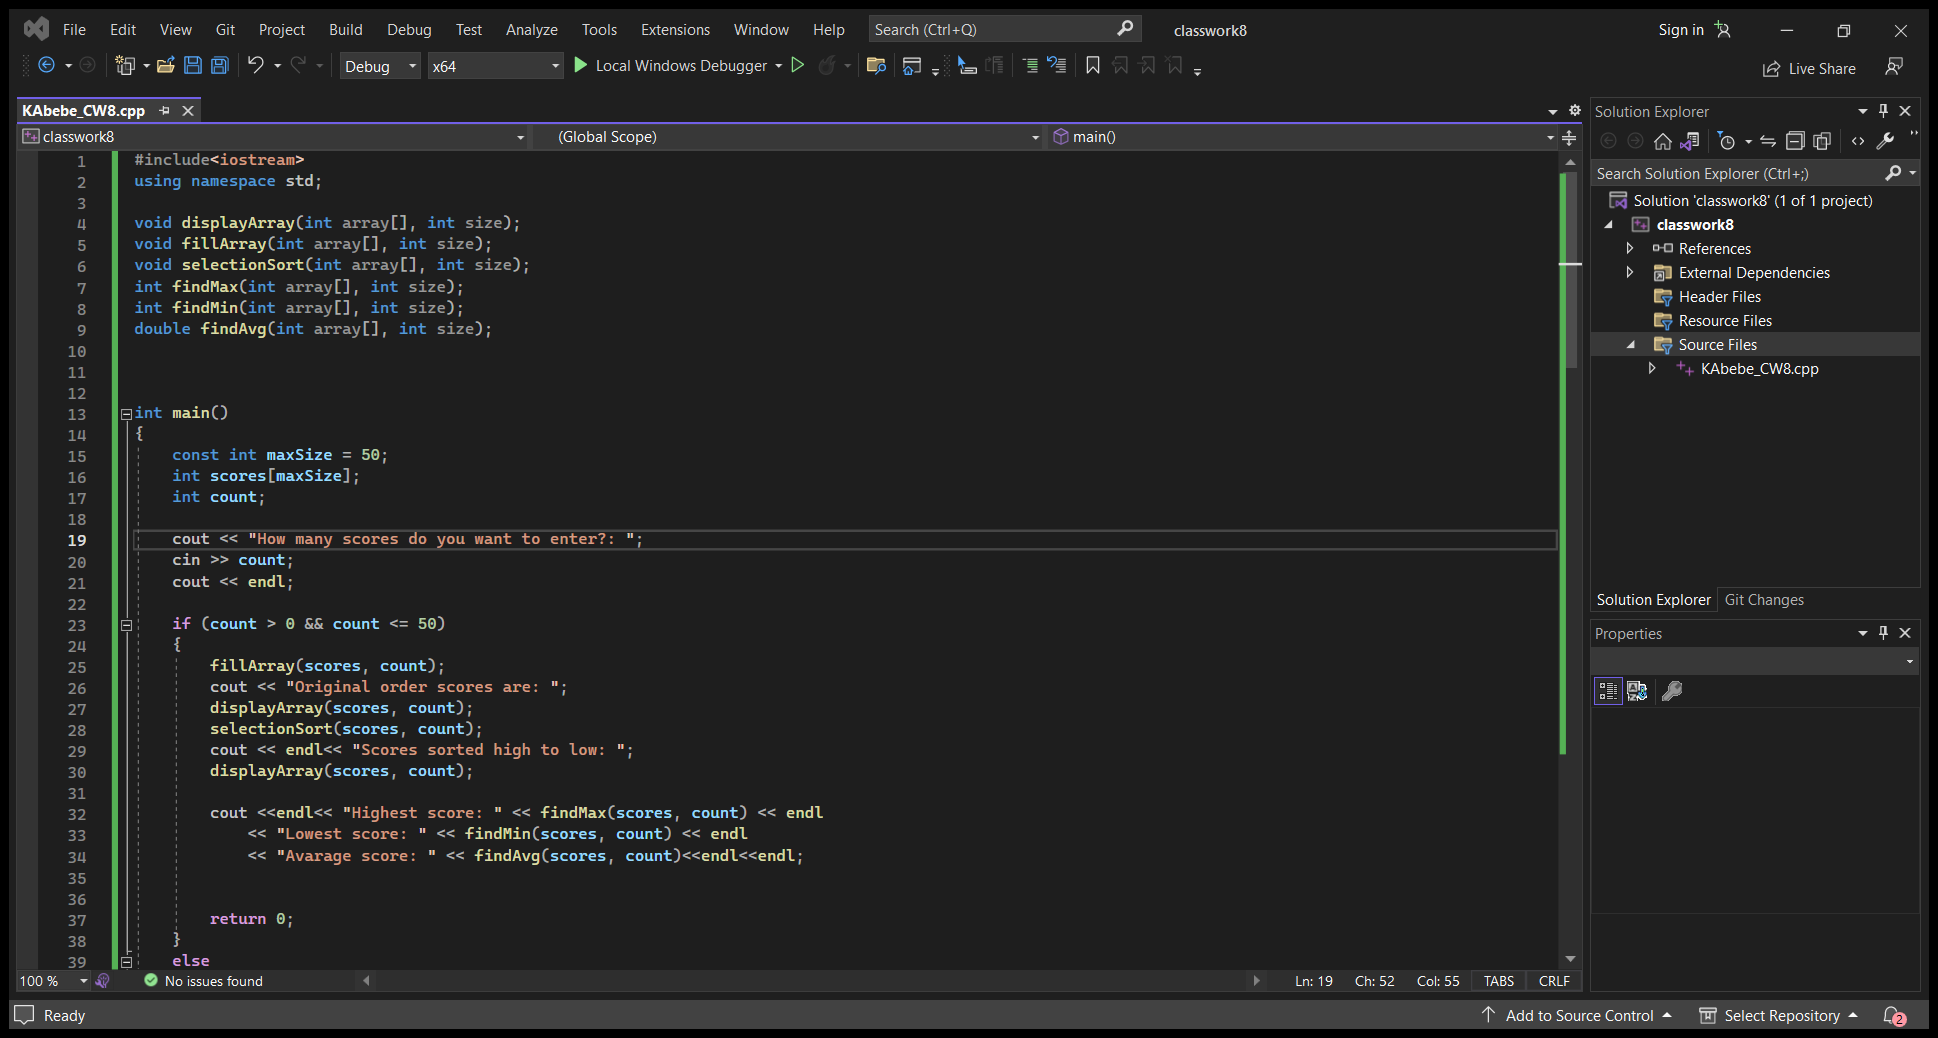 File Edit View Git Project Build Debug Test Analyze Tools Extensions Window Help Search (Ctrl+Q) classwork8 Sign in
Debug x64 Local Windows Debugger Live Share
KAbebe_CW8.cpp
classwork8 (Global Scope) main()
1 #include<iostream>
2 using namespace std;
3
4 void displayArray(int array[], int size);
5 void fillArray(int array[], int size);
6 void selectionSort(int array[], int size);
7 int findMax(int array[], int size);
8 int findMin(int array[], int size);
9 double findAvg(int array[], int size);
10
11
12
13 int main()
14 {
15 const int maxSize = 50;
16 int scores[maxSize];
17 int count;
18
19 cout << "How many scores do you want to enter?: ";
20 cin >> count;
21 cout << endl;
22
23 if (count > 0 && count <= 50)
24 {
25 fillArray(scores, count);
26 cout << "Original order scores are: ";
27 displayArray(scores, count);
28 selectionSort(scores, count);
29 cout << endl<< "Scores sorted high to low: ";
30 displayArray(scores, count);
31
32 cout <<endl<< "Highest score: " << findMax(scores, count) << endl
33 << "Lowest score: " << findMin(scores, count) << endl
34 << "Avarage score: " << findAvg(scores, count)<<endl<<endl;
35
36
37 return 0;
38 }
39 else
100 % No issues found Ln: 19 Ch: 52 Col: 55 TABS CRLF
Solution Explorer
Search Solution Explorer (Ctrl+;)
Solution 'classwork8' (1 of 1 project)
classwork8
References
External Dependencies
Header Files
Resource Files
Source Files
KAbebe_CW8.cpp
Solution Explorer Git Changes
Properties
Ready Add to Source Control Select Repository 2